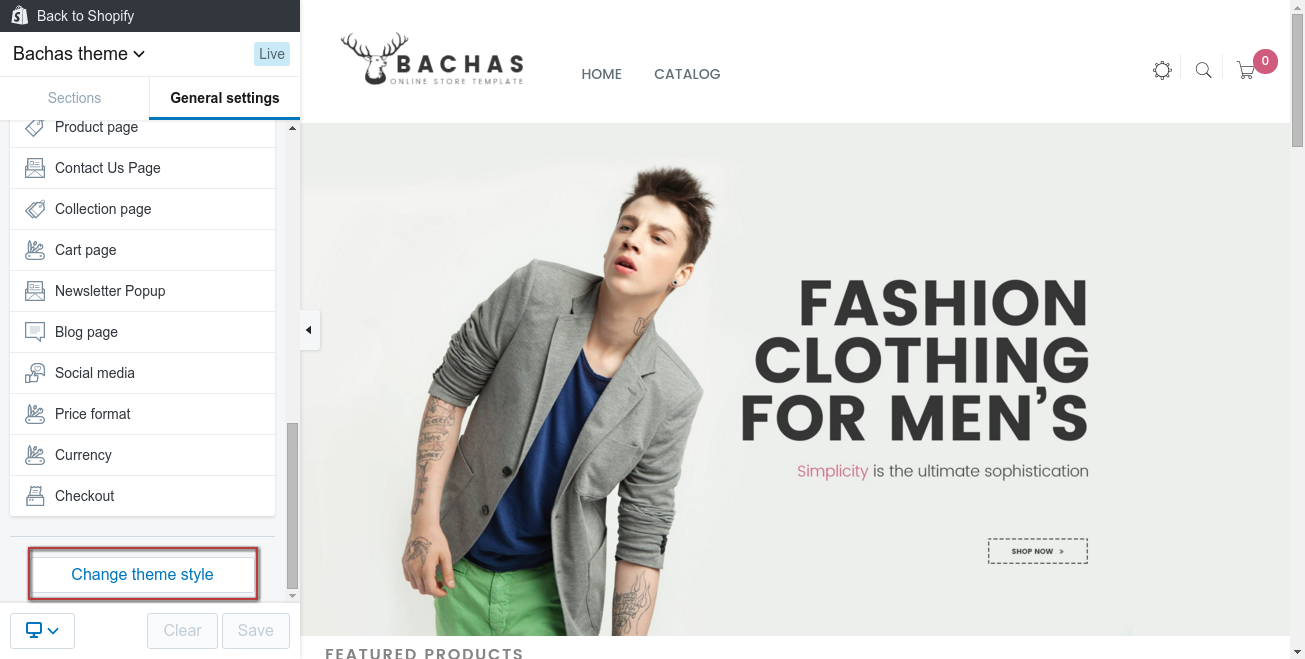 Back to Shopify
Bachas theme
Live
Sections
General settings
Product page
Contact Us Page
Collection page
Cart page
Newsletter Popup
Blog page
Social media
Price format
Currency
Checkout
Change theme style
Clear
Save
BACHAS
ONLINE STORE TEMPLATE
HOME
CATALOG
0
FASHION
CLOTHING
FOR MEN’S
Simplicity is the ultimate sophistication
SHOP NOW »
FEATURED PRODUCTS